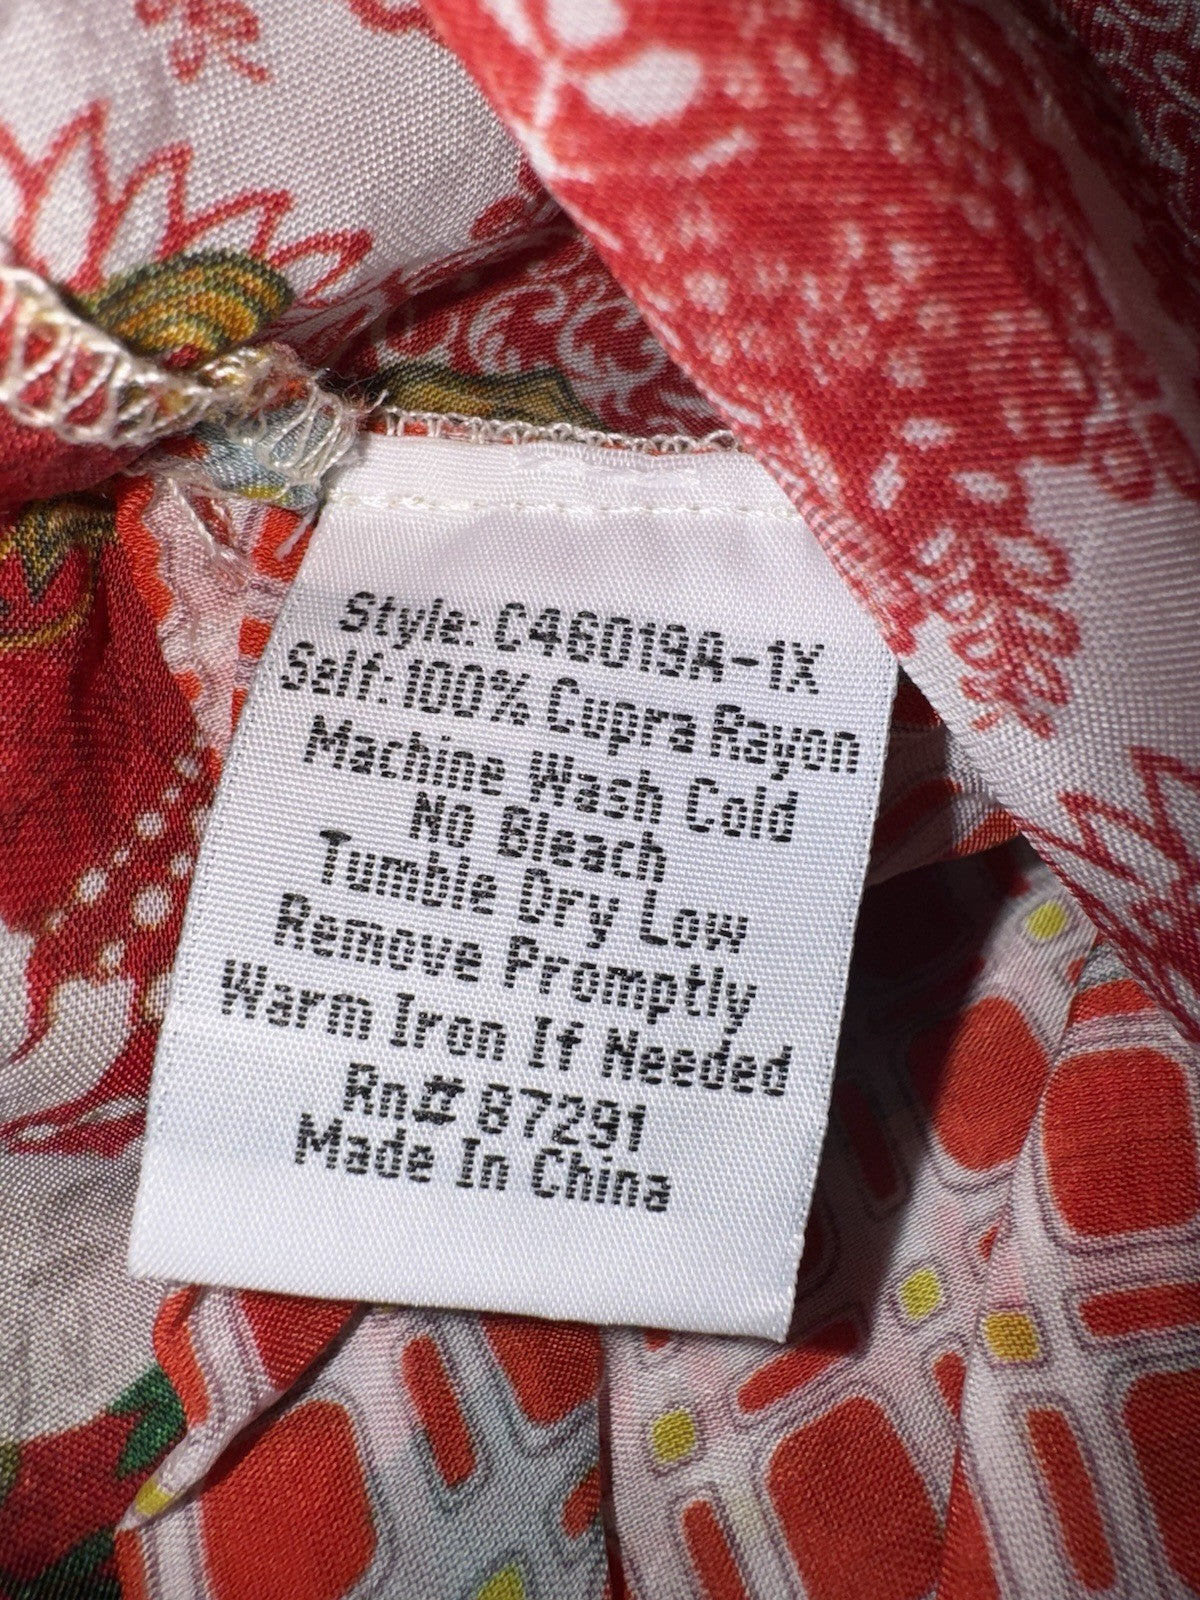 Style: C46019A-1X
Self: 100% Cupra Rayon
Machine Wash Cold
No Bleach
Tumble Dry Low
Remove Promptly
Warm Iron If Needed
Rn# 87291
Made In China